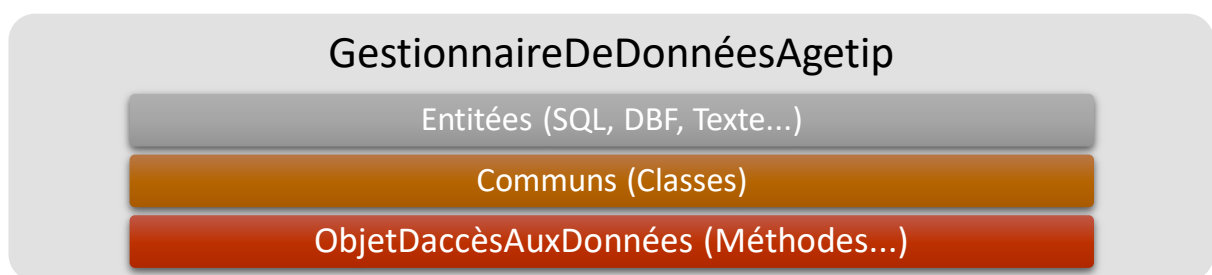 GestionnaireDeDonnéesAgetip
Entitées (SQL, DBF, Texte...)
Communs (Classes)
ObjetDaccèsAuxDonnées (Méthodes...)